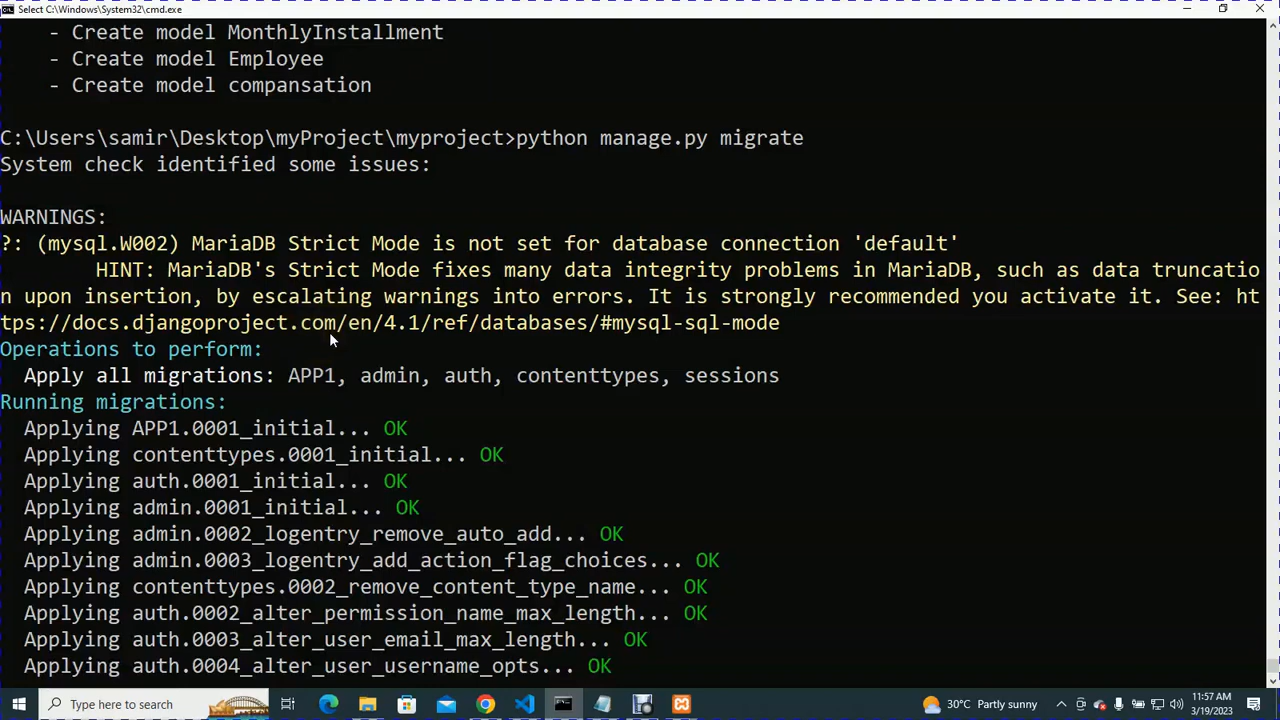 Select C:\Windows\System32\cmd.exe
- Create model MonthlyInstallment
- Create model Employee
- Create model compansation
C:\Users\samir\Desktop\myProject\myproject>python manage.py migrate
System check identified some issues:
WARNINGS:
?: (mysql.W002) MariaDB Strict Mode is not set for database connection 'default'
HINT: MariaDB's Strict Mode fixes many data integrity problems in MariaDB, such as data truncatio
n upon insertion, by escalating warnings into errors. It is strongly recommended you activate it. See: ht
tps://docs.djangoproject.com/en/4.1/ref/databases/#mysql-sql-mode
Operations to perform:
Apply all migrations: APP1, admin, auth, contenttypes, sessions
Running migrations:
Applying APP1.0001_initial... OK
Applying contenttypes.0001_initial... OK
Applying auth.0001_initial... OK
Applying admin.0001_initial... OK
Applying admin.0002_logentry_remove_auto_add... OK
Applying admin.0003_logentry_add_action_flag_choices... OK
Applying contenttypes.0002_remove_content_type_name... OK
Applying auth.0002_alter_permission_name_max_length... OK
Applying auth.0003_alter_user_email_max_length... OK
Applying auth.0004_alter_user_username_opts... OK
Type here to search
30°C Partly sunny
11:57 AM
3/19/2023